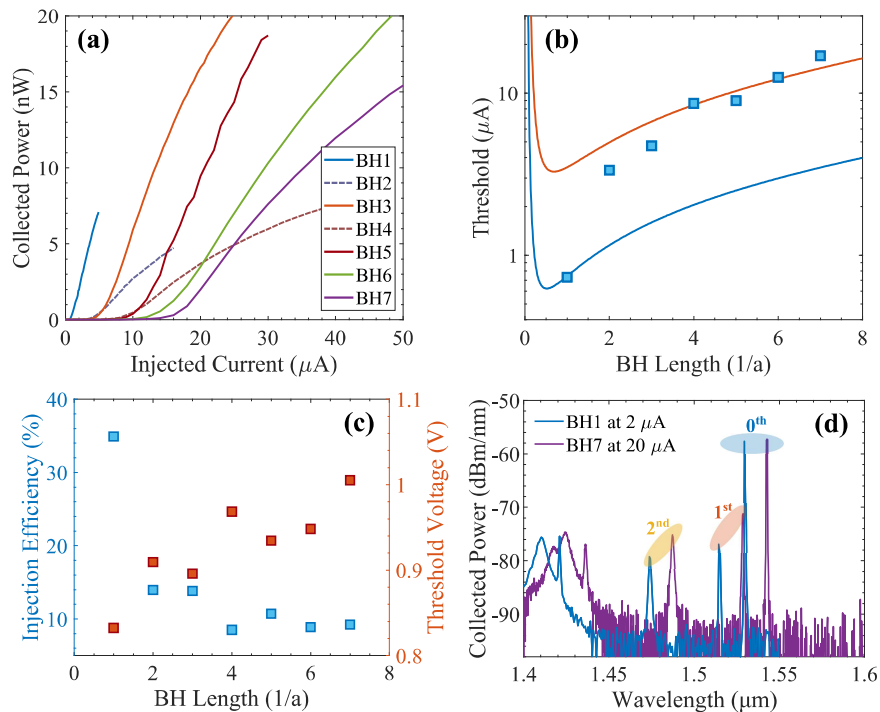 (a)
20
15
10
5
0
Collected Power (nW)
BH1
BH2
BH3
BH4
BH5
BH6
BH7
0 10 20 30 40 50
Injected Current (μA)
(b)
10
1
Threshold (μA)
0 2 4 6 8
BH Length (1/a)
(c)
40
30
20
10
Injection Efficiency (%)
1.1
1
0.9
0.8
Threshold Voltage (V)
0 2 4 6 8
BH Length (1/a)
(d)
-50
-60
-70
-80
-90
Collected Power (dBm/nm)
BH1 at 2 μA
BH7 at 20 μA
0th
1st
2nd
1.4 1.45 1.5 1.55 1.6
Wavelength (μm)